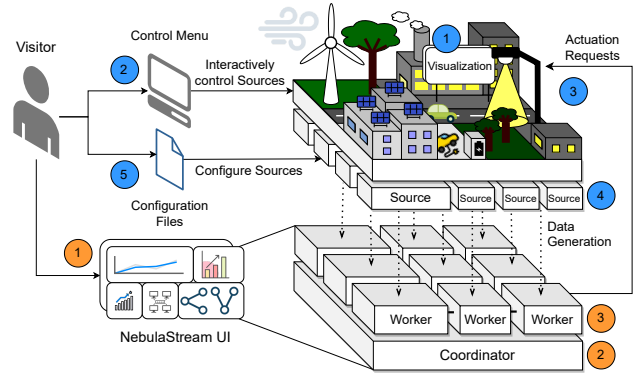 Visitor
Control Menu
2
Interactively
control Sources
1
Visualization
Actuation
Requests
3
5
Configure Sources
Configuration
Files
Source
Source
Source
Source
4
Data
Generation
1
NebulaStream UI
Worker
Worker
Worker
3
Coordinator
2